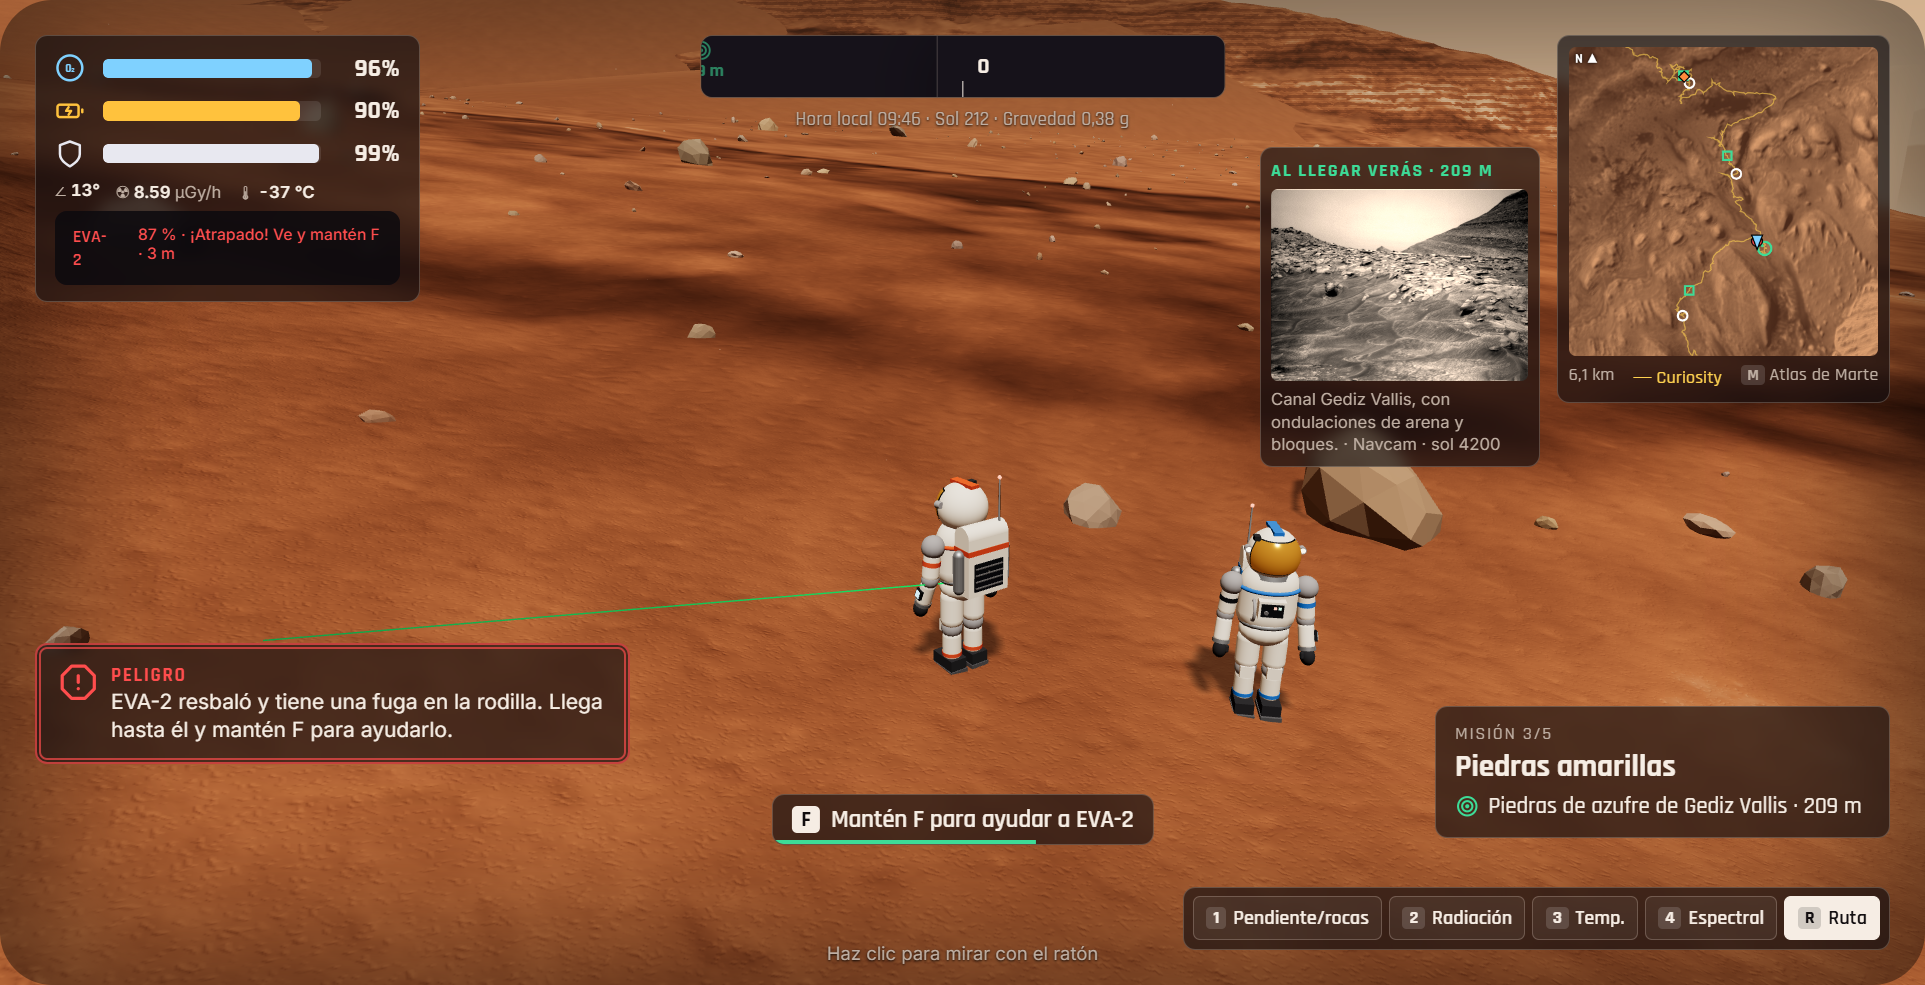 O₂ 96%
90%
99%
∠ 13° 8.59 µGy/h -37 °C
EVA-2 87 % · ¡Atrapado! Ve y mantén F · 3 m
m
O
Hora local 09:46 · Sol 212 · Gravedad 0,38 g
AL LLEGAR VERÁS · 209 M
Canal Gediz Vallis, con
ondulaciones de arena y
bloques. · Navcam · sol 4200
N ▲
6,1 km — Curiosity M Atlas de Marte
PELIGRO
EVA-2 resbaló y tiene una fuga en la rodilla. Llega
hasta él y mantén F para ayudarlo.
F Mantén F para ayudar a EVA-2
MISIÓN 3/5
Piedras amarillas
Piedras de azufre de Gediz Vallis · 209 m
1 Pendiente/rocas 2 Radiación 3 Temp. 4 Espectral R Ruta
Haz clic para mirar con el ratón